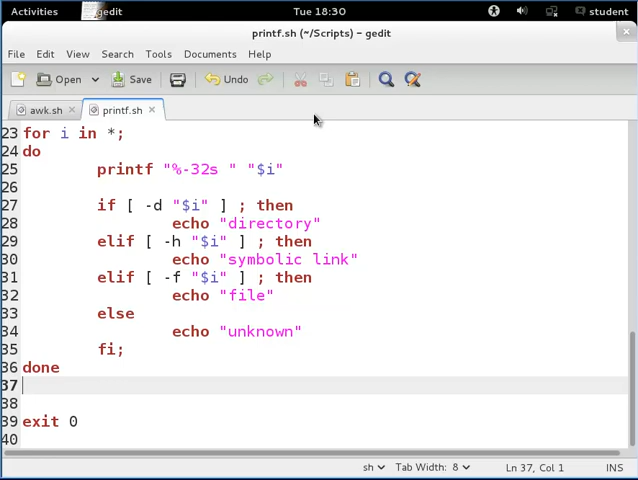 Activities gedit Tue 18:30 student
printf.sh (~/Scripts) - gedit
File Edit View Search Tools Documents Help
Open Save Undo
awk.sh printf.sh
23 for i in *;
24 do
25 printf "%-32s " "$i"
26
27 if [ -d "$i" ] ; then
28 echo "directory"
29 elif [ -h "$i" ] ; then
30 echo "symbolic link"
31 elif [ -f "$i" ] ; then
32 echo "file"
33 else
34 echo "unknown"
35 fi;
36 done
37
38
39 exit 0
40
sh Tab Width: 8 Ln 37, Col 1 INS